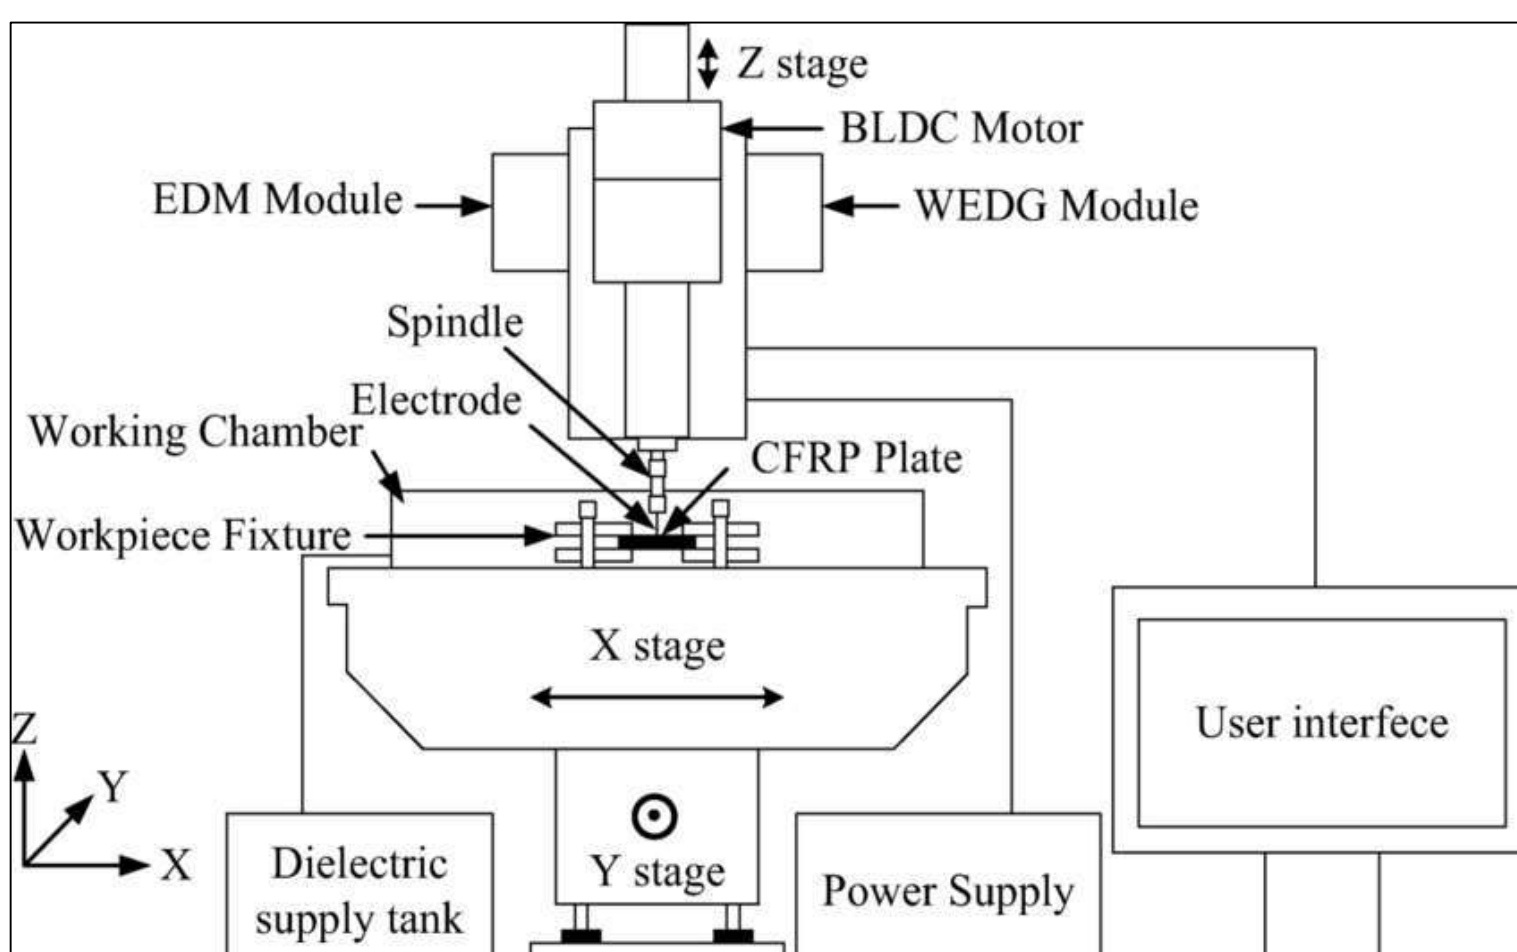 Z stage
BLDC Motor
EDM Module
WEDG Module
Spindle
Electrode
Working Chamber
CFRP Plate
Workpiece Fixture
X stage
User interfece
Z
Y
X
Dielectric
supply tank
Y stage
Power Supply